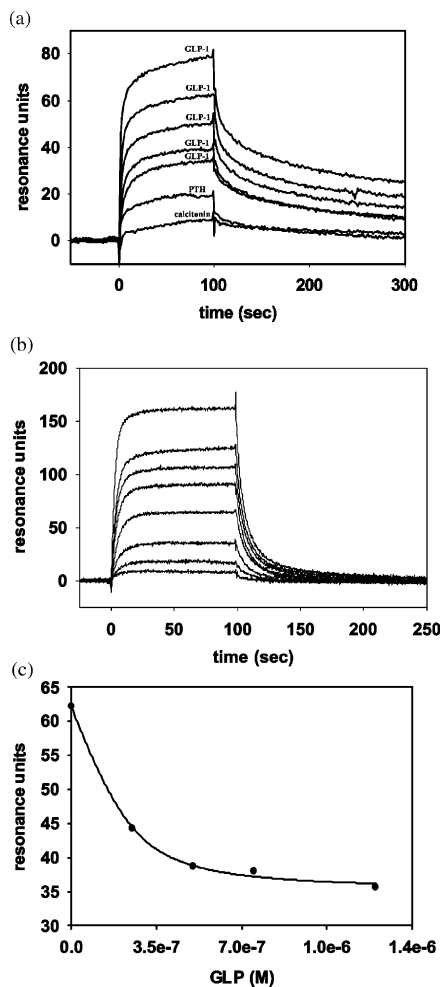 (a)
80
60
40
20
0
resonance units
GLP-1
GLP-1
GLP-1
GLP-1
GLP-1
PTH
calcitonin
0 100 200 300
time (sec)
(b)
200
150
100
50
0
resonance units
0 50 100 150 200 250
time (sec)
(c)
65
60
55
50
45
40
35
30
resonance units
0.0 3.5e-7 7.0e-7 1.0e-6 1.4e-6
GLP (M)